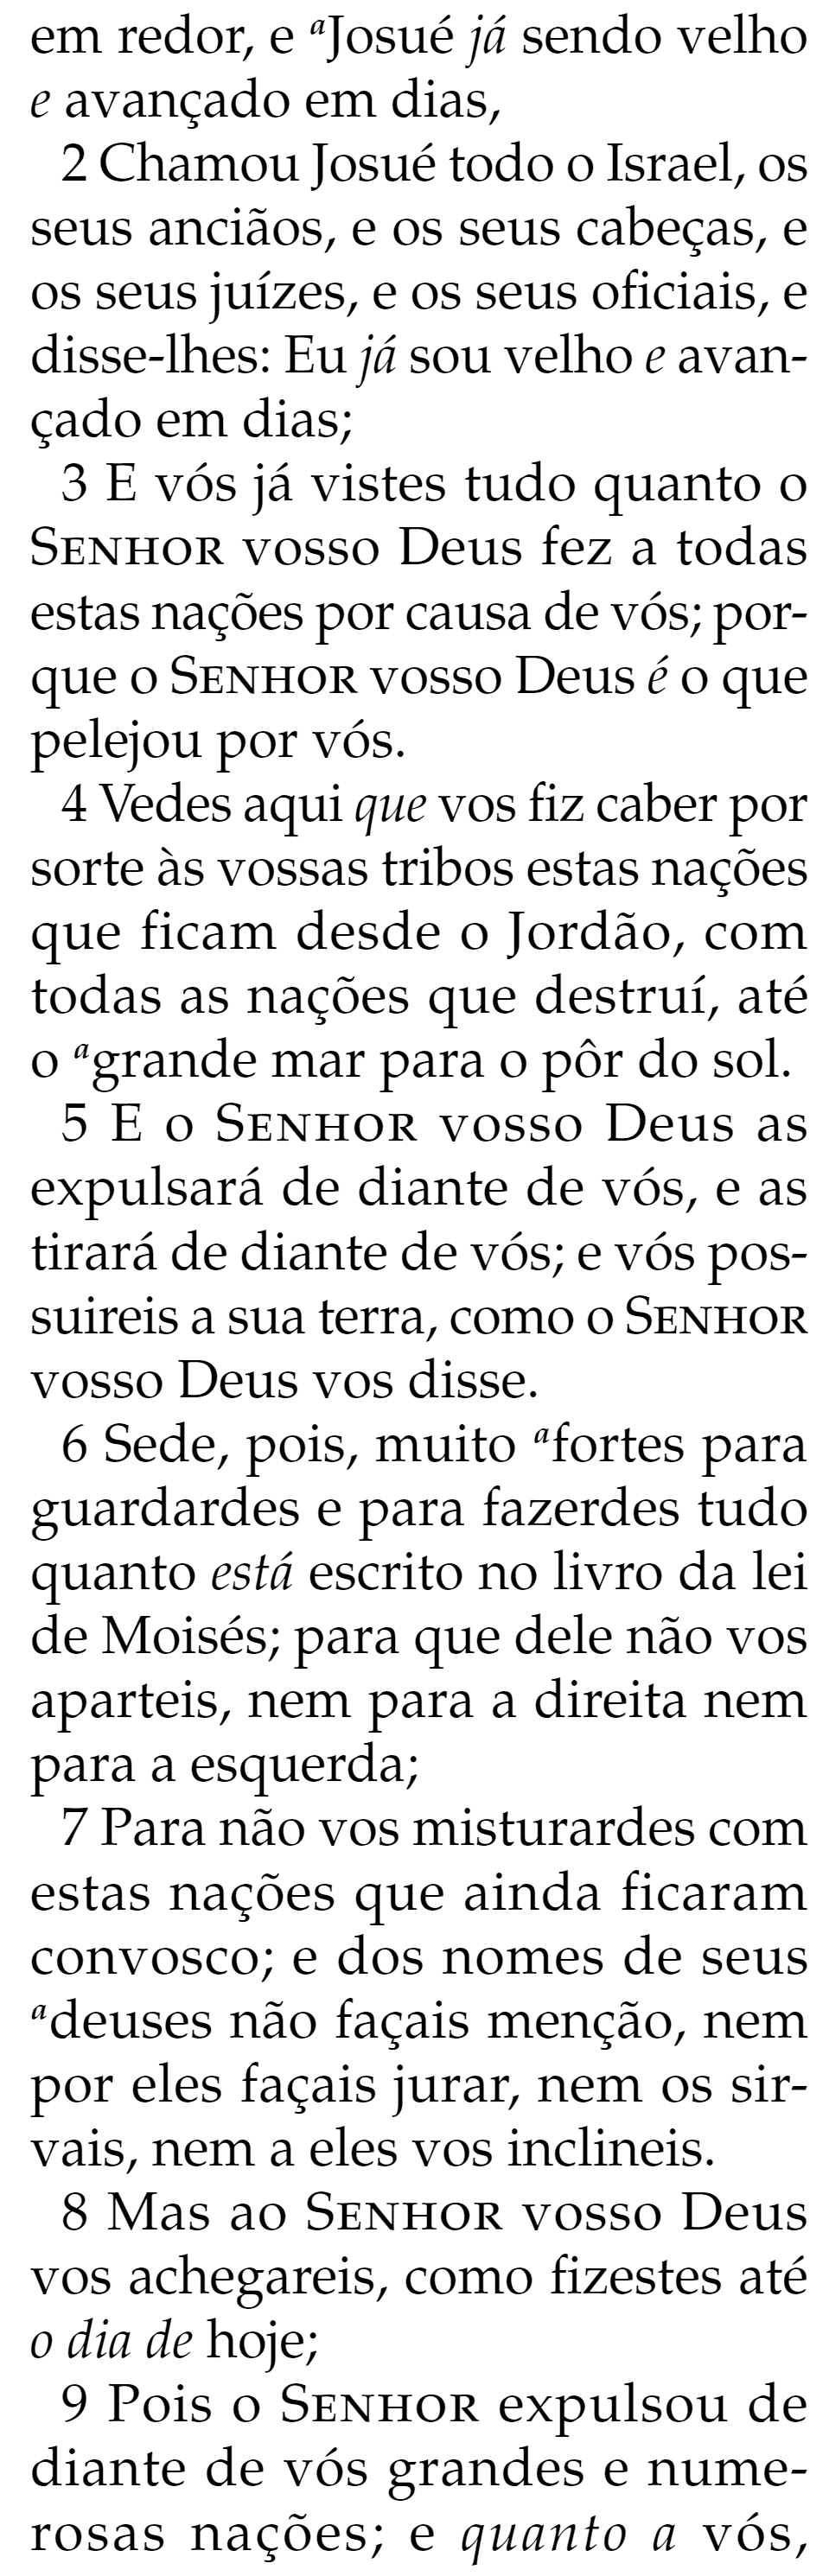 em redor, e ᵃJosué já sendo velho
e avançado em dias,
2 Chamou Josué todo o Israel, os
seus anciãos, e os seus cabeças, e
os seus juízes, e os seus oficiais, e
disse-lhes: Eu já sou velho e avan-
çado em dias;
3 E vós já vistes tudo quanto o
SENHOR vosso Deus fez a todas
estas nações por causa de vós; por-
que o SENHOR vosso Deus é o que
pelejou por vós.
4 Vedes aqui que vos fiz caber por
sorte às vossas tribos estas nações
que ficam desde o Jordão, com
todas as nações que destruí, até
o ᵃgrande mar para o pôr do sol.
5 E o SENHOR vosso Deus as
expulsará de diante de vós, e as
tirará de diante de vós; e vós pos-
suireis a sua terra, como o SENHOR
vosso Deus vos disse.
6 Sede, pois, muito ᵃfortes para
guardardes e para fazerdes tudo
quanto está escrito no livro da lei
de Moisés; para que dele não vos
aparteis, nem para a direita nem
para a esquerda;
7 Para não vos misturardes com
estas nações que ainda ficaram
convosco; e dos nomes de seus
ᵃdeuses não façais menção, nem
por eles façais jurar, nem os sir-
vais, nem a eles vos inclineis.
8 Mas ao SENHOR vosso Deus
vos achegareis, como fizestes até
o dia de hoje;
9 Pois o SENHOR expulsou de
diante de vós grandes e nume-
rosas nações; e quanto a vós,